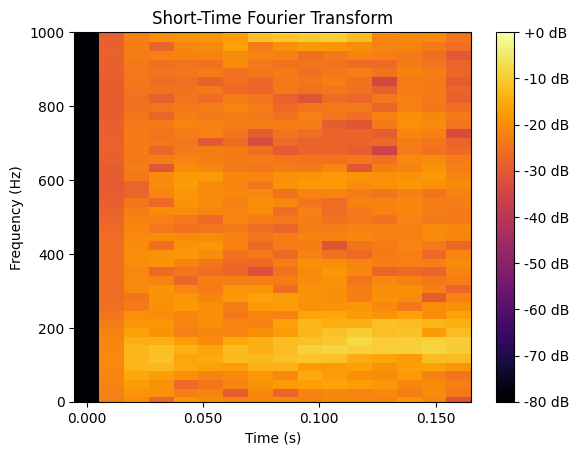 Short-Time Fourier Transform
1000
800
600
400
200
0
Frequency (Hz)
0.000
0.050
0.100
0.150
Time (s)
+0 dB
-10 dB
-20 dB
-30 dB
-40 dB
-50 dB
-60 dB
-70 dB
-80 dB